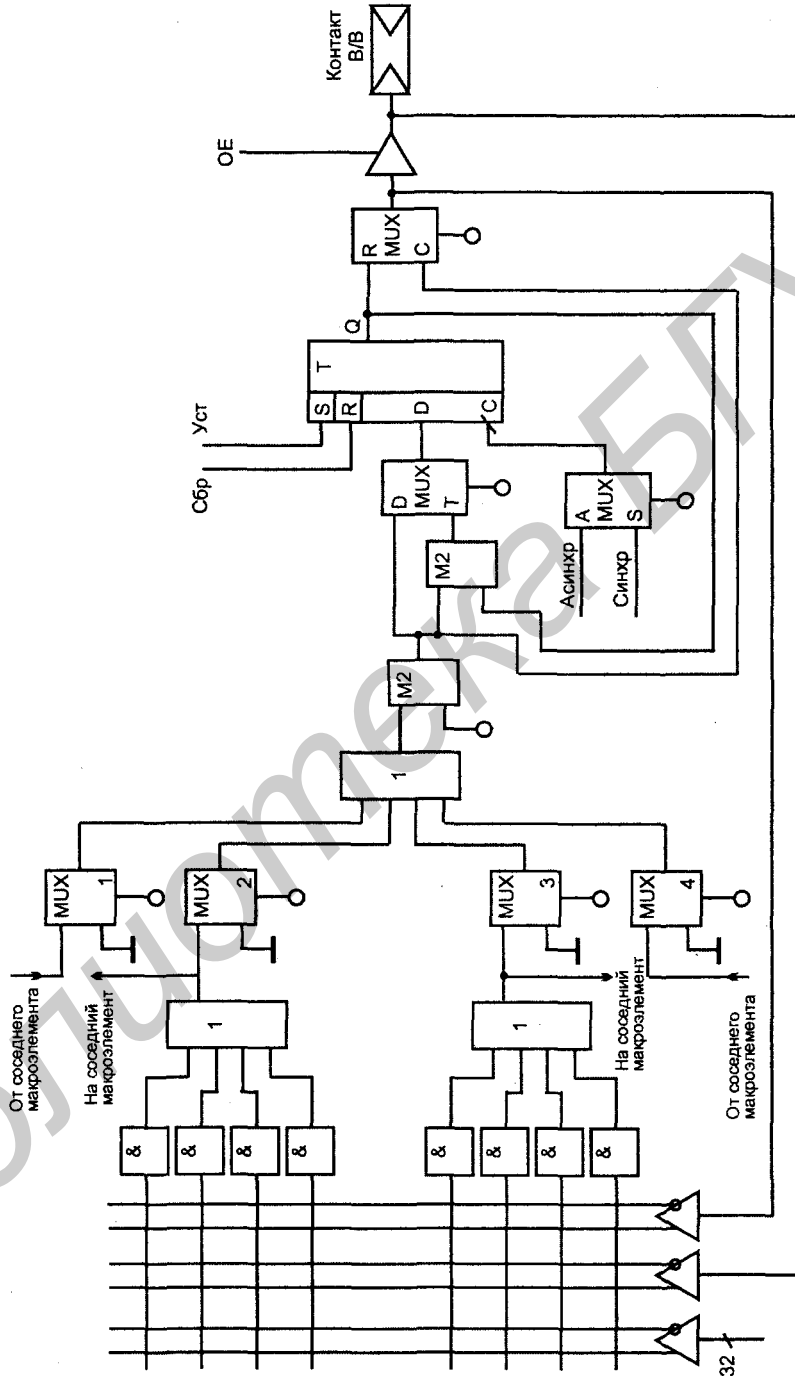 Контакт
В/В
OE
R
MUX
C
Q
T
S
R
D
C
Уст
Сбр
D
MUX
T
M2
A
MUX
S
Асинхр
Синхр
M2
1
MUX
1
MUX
2
MUX
3
MUX
4
От соседнего
макроэлемента
На соседний
макроэлемент
На соседний
макроэлемент
От соседнего
макроэлемента
1
1
&
&
&
&
&
&
&
&
32